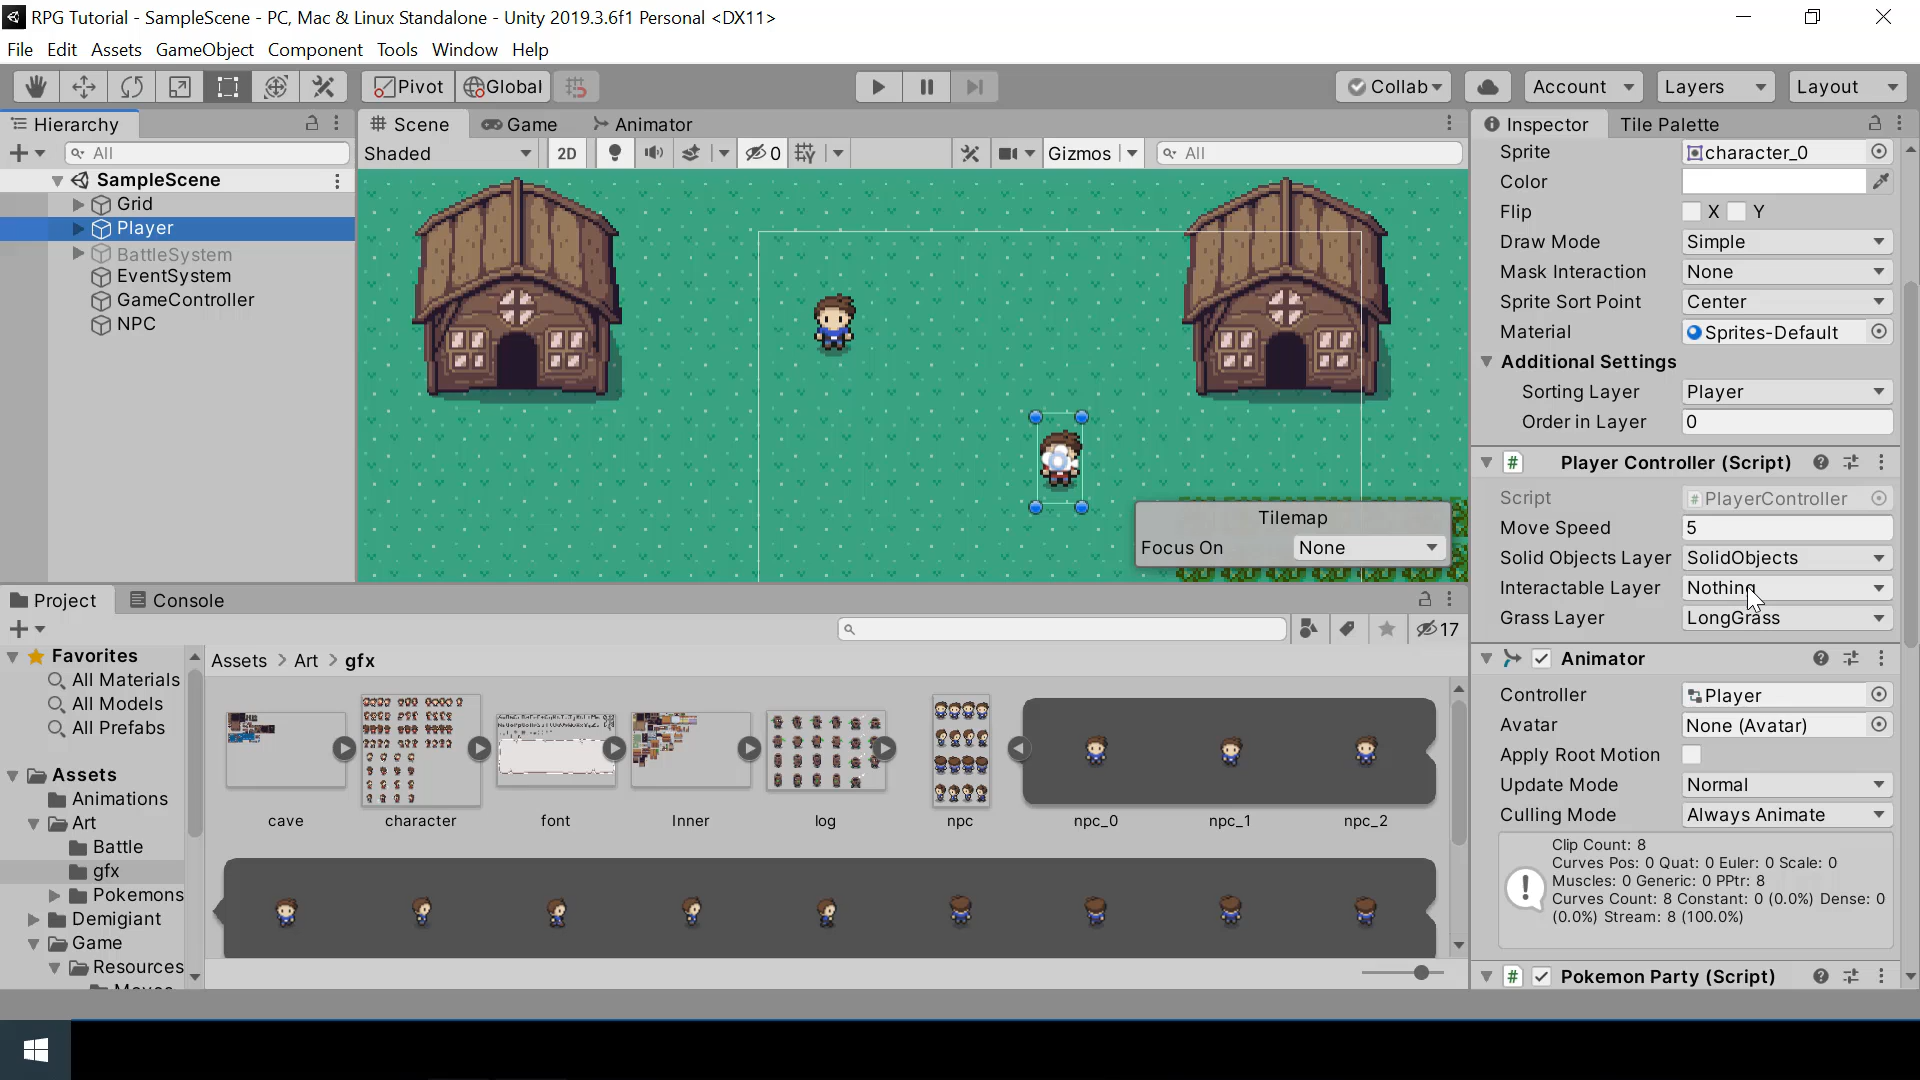 RPG Tutorial - SampleScene - PC, Mac & Linux Standalone - Unity 2019.3.6f1 Personal <DX11>
File Edit Assets GameObject Component Tools Window Help
Pivot Global Collab Account Layers Layout
Hierarchy
All
SampleScene
Grid
Player
BattleSystem
EventSystem
GameController
NPC
Scene Game Animator
Shaded 2D 0 Gizmos All
Tilemap
Focus On None
Inspector Tile Palette
Sprite character_0
Color
Flip X Y
Draw Mode Simple
Mask Interaction None
Sprite Sort Point Center
Material Sprites-Default
Additional Settings
Sorting Layer Player
Order in Layer 0
Player Controller (Script)
Script PlayerController
Move Speed 5
Solid Objects Layer SolidObjects
Interactable Layer Nothing
Grass Layer LongGrass
Animator
Controller Player
Avatar None (Avatar)
Apply Root Motion
Update Mode Normal
Culling Mode Always Animate
Clip Count: 8
Curves Pos: 0 Quat: 0 Euler: 0 Scale: 0
Muscles: 0 Generic: 0 PPtr: 8
Curves Count: 8 Constant: 0 (0.0%) Dense: 0
(0.0%) Stream: 8 (100.0%)
Pokemon Party (Script)
Project Console
17
Favorites
All Materials
All Models
All Prefabs
Assets
Animations
Art
Battle
gfx
Pokemons
Demigiant
Game
Resources
Assets > Art > gfx
cave character font Inner log npc npc_0 npc_1 npc_2